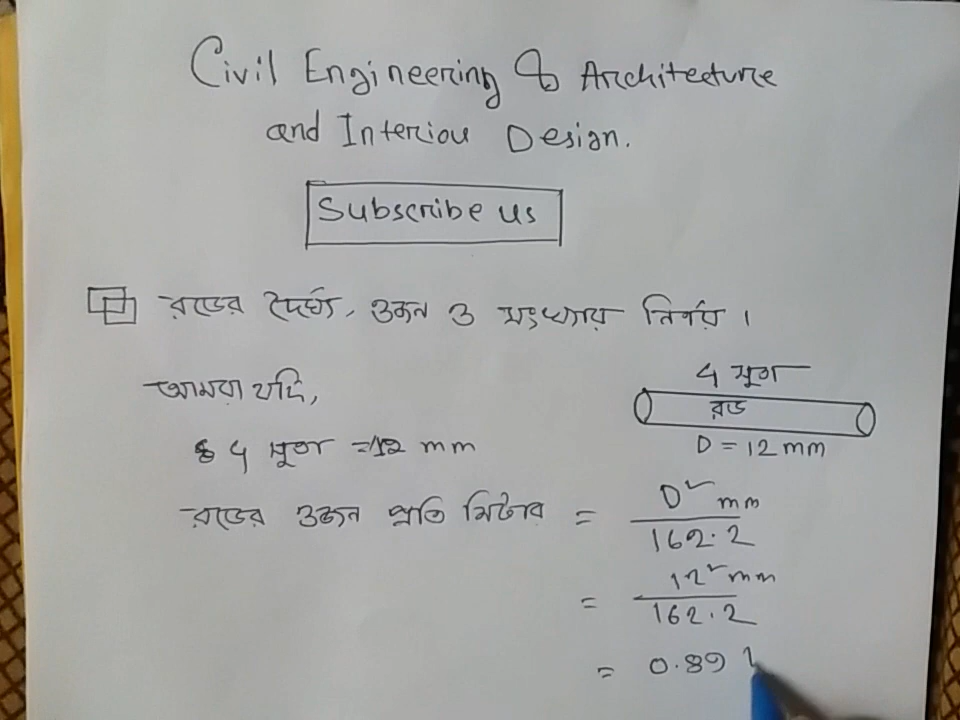 Civil Engineering & Architecture
and Interiou Design.
Subscribe us
রডের দৈর্ঘ্য, ওজন ও সংখ্যায় নির্ণয়।
আমরা যদি,
4 সুতা
রড
D = 12 mm
4 সুতা = 12 mm
রডের ওজন প্রতি মিটার = D² mm / 162.2
= 12² mm / 162.2
= 0.89